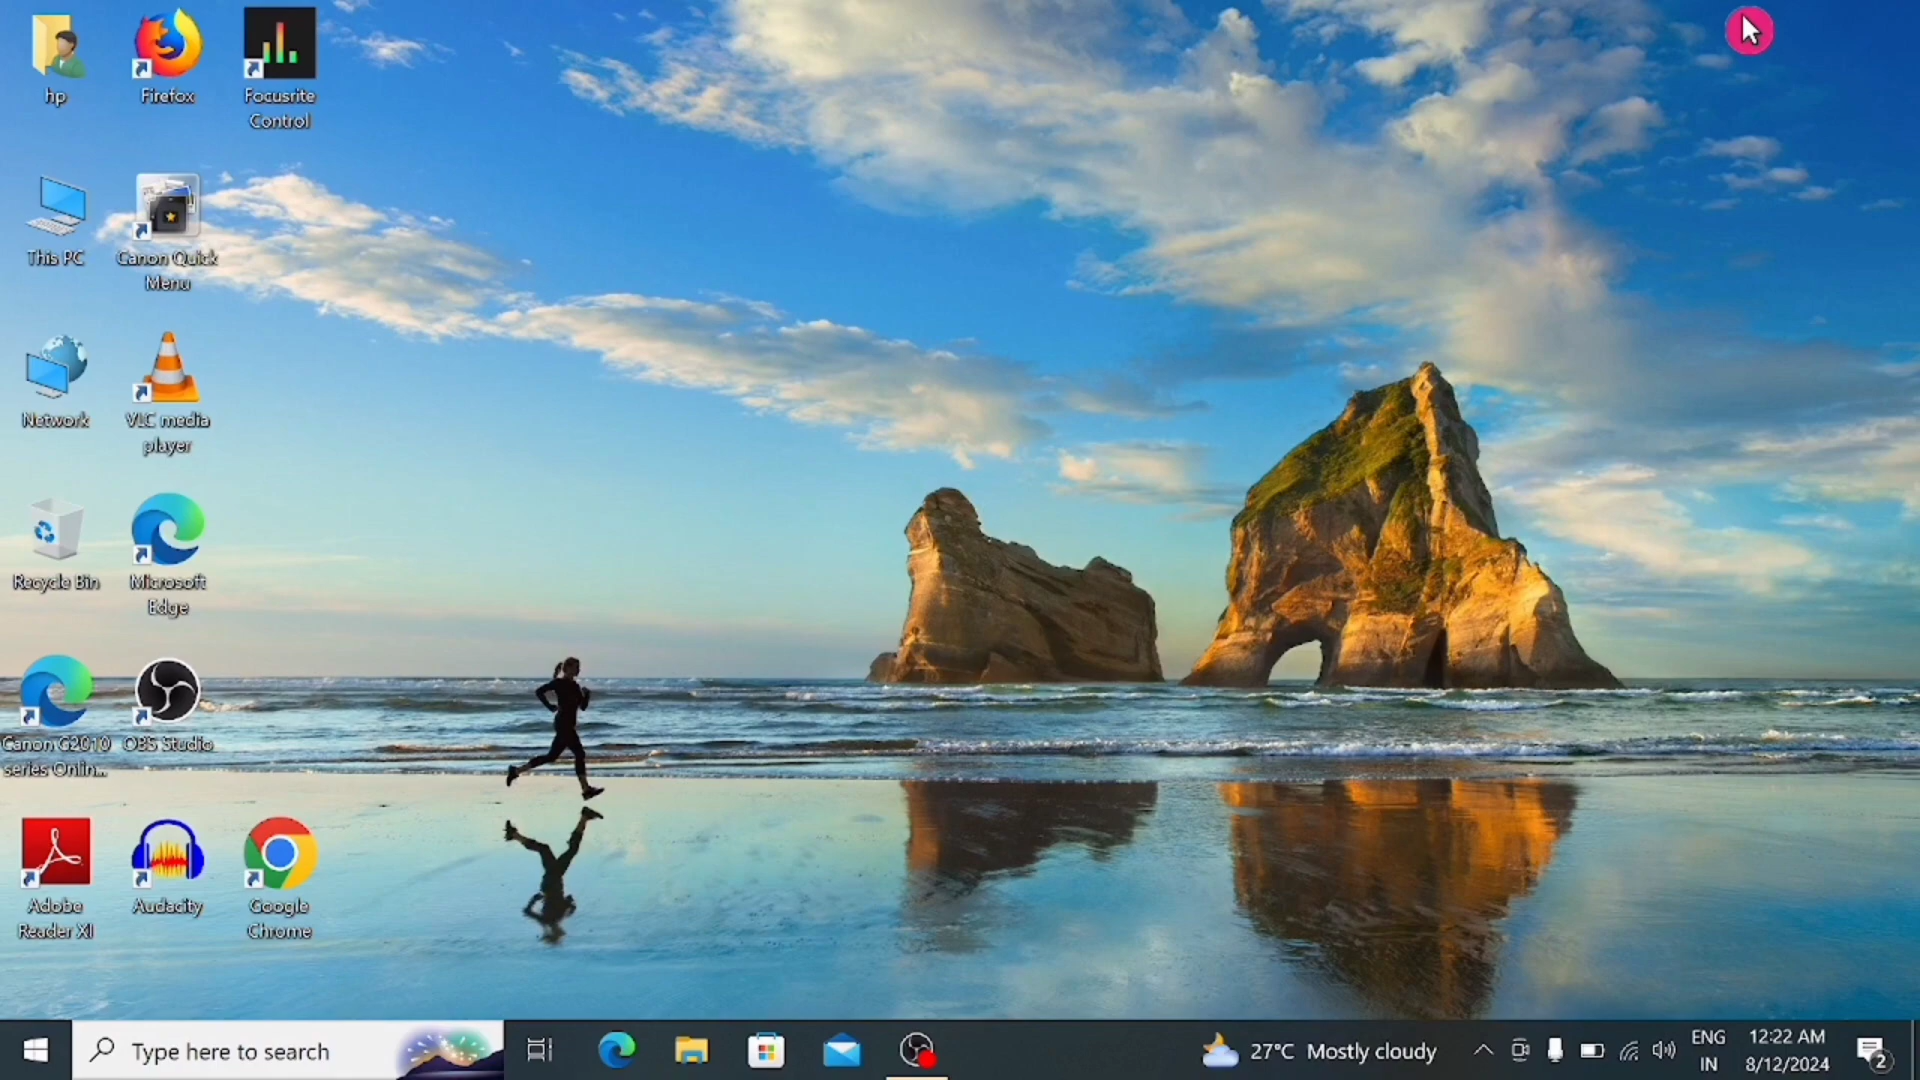 hp
Firefox
Focusrite
Control
This PC
Canon Quick
Menu
Network
VLC media
player
Recycle Bin
Microsoft
Edge
Canon G2010
series Onlin...
OBS Studio
Adobe
Reader XI
Audacity
Google
Chrome
Type here to search
27°C Mostly cloudy
ENG
IN
12:22 AM
8/12/2024
2